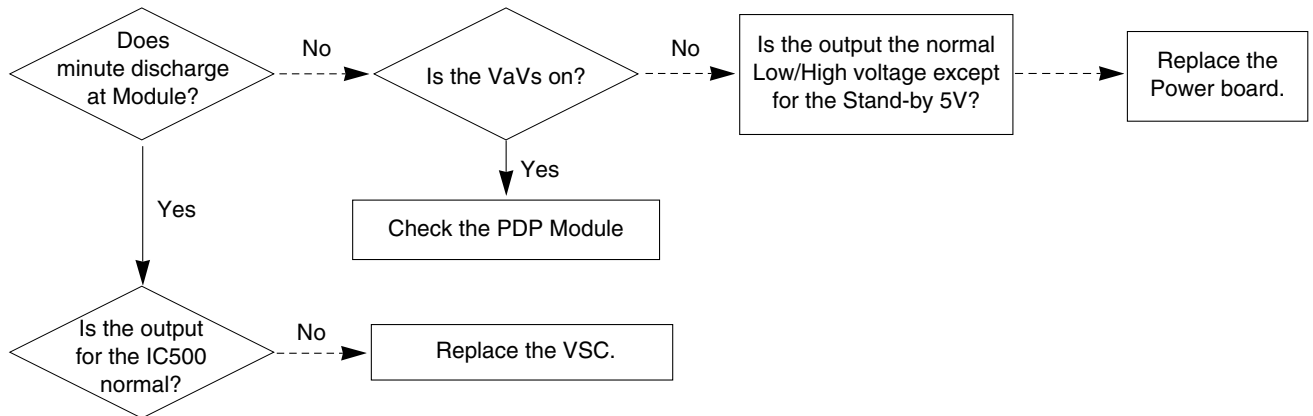 Does
minute discharge
at Module?
No
Is the VaVs on?
No
Is the output the normal
Low/High voltage except
for the Stand-by 5V?
Replace the
Power board.
Yes
Check the PDP Module
Yes
Is the output
for the IC500
normal?
No
Replace the VSC.